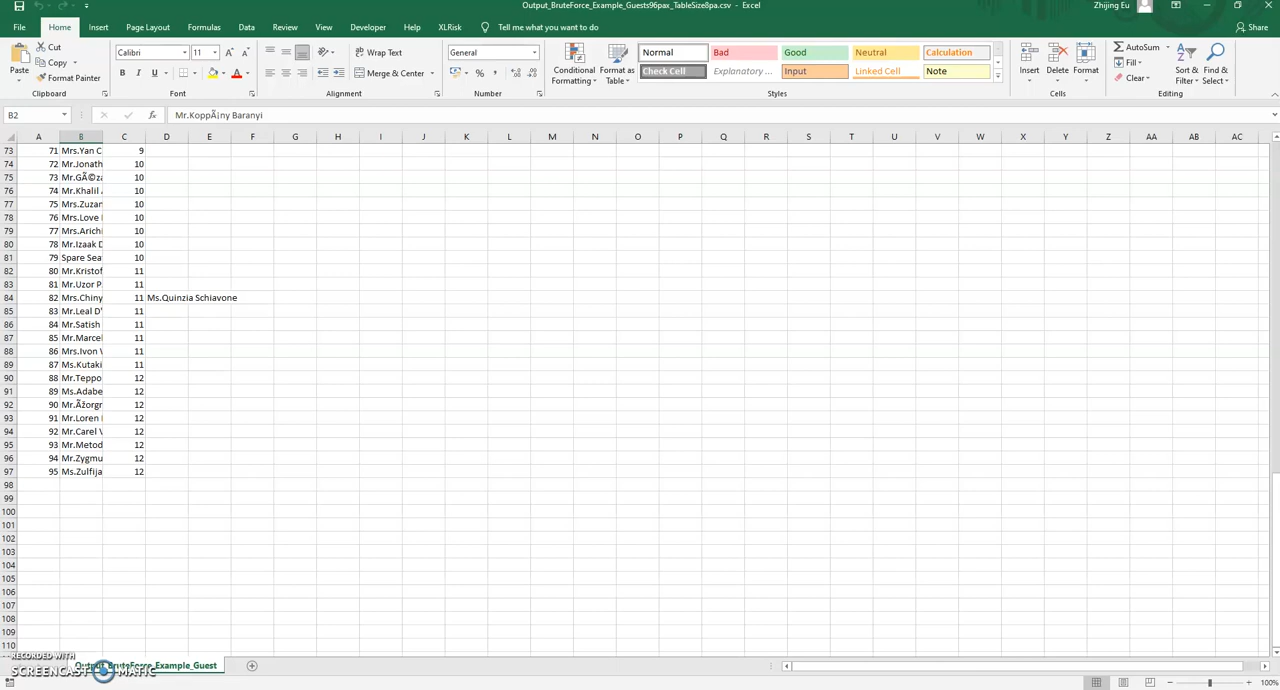 Output_BruteForce_Example_Guests96pax_TableSize8pa.csv - Excel
Zhijing Eu
File Home Insert Page Layout Formulas Data Review View Developer Help XLRisk Tell me what you want to do Share
Paste Cut Copy Format Painter Clipboard
Calibri 11 A A B I U A Font
Wrap Text Merge & Center Alignment
General % Number
Conditional Formatting Format as Table Normal Bad Good Neutral Calculation
Check Cell Explanatory ... Input Linked Cell Note Styles
Insert Delete Format Cells
AutoSum Fill Clear Sort & Filter Find & Select Editing
B2 fx Mr.KoppÃ¡ny Baranyi
A B C D E F G H I J K L M N O P Q R S T U V W X Y Z AA AB AC
73 71 Mrs.Yan C 9
74 72 Mr.Jonath 10
75 73 Mr.GÃ©za 10
76 74 Mr.Khalil 10
77 75 Mrs.Zuzan 10
78 76 Mrs.Love 10
79 77 Mrs.Arich 10
80 78 Mr.Izaak D 10
81 79 Spare Sea 10
82 80 Mr.Kristof 11
83 81 Mr.Uzor P 11
84 82 Mrs.Chiny 11 Ms.Quinzia Schiavone
85 83 Mr.Leal D' 11
86 84 Mr.Satish 11
87 85 Mr.Marcel 11
88 86 Mrs.Ivon V 11
89 87 Ms.Kutaki 11
90 88 Mr.Teppo 12
91 89 Ms.Adabe 12
92 90 Mr.Ãžorgr 12
93 91 Mr.Loren 12
94 92 Mr.Carel V 12
95 93 Mr.Metod 12
96 94 Mr.Zygmu 12
97 95 Ms.Zulfija 12
98
99
100
101
102
103
104
105
106
107
108
109
110
RECORDED WITH
SCREENCAST MATIC
Output_BruteForce_Example_Guest
100%